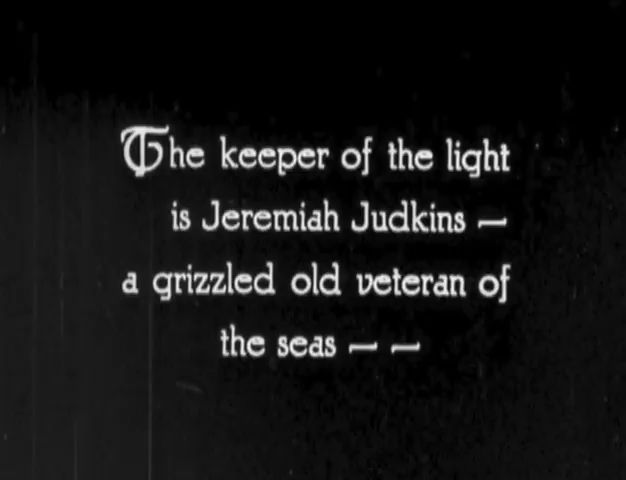 The keeper of the light
is Jeremiah Judkins —
a grizzled old veteran of
the seas — —